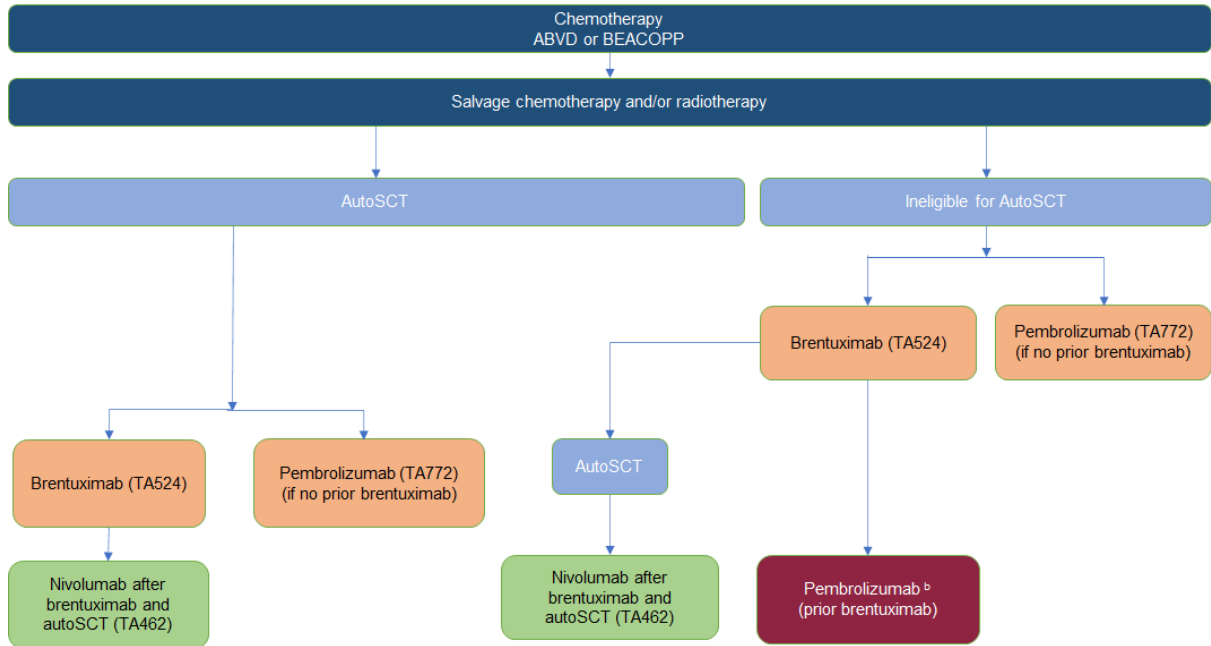 Chemotherapy
ABVD or BEACOPP
Salvage chemotherapy and/or radiotherapy
AutoSCT
Ineligible for AutoSCT
Brentuximab (TA524)
Pembrolizumab (TA772)
(if no prior brentuximab)
Brentuximab (TA524)
Pembrolizumab (TA772)
(if no prior brentuximab)
AutoSCT
Nivolumab after
brentuximab and
autoSCT (TA462)
Nivolumab after
brentuximab and
autoSCT (TA462)
Pembrolizumab ᵇ
(prior brentuximab)